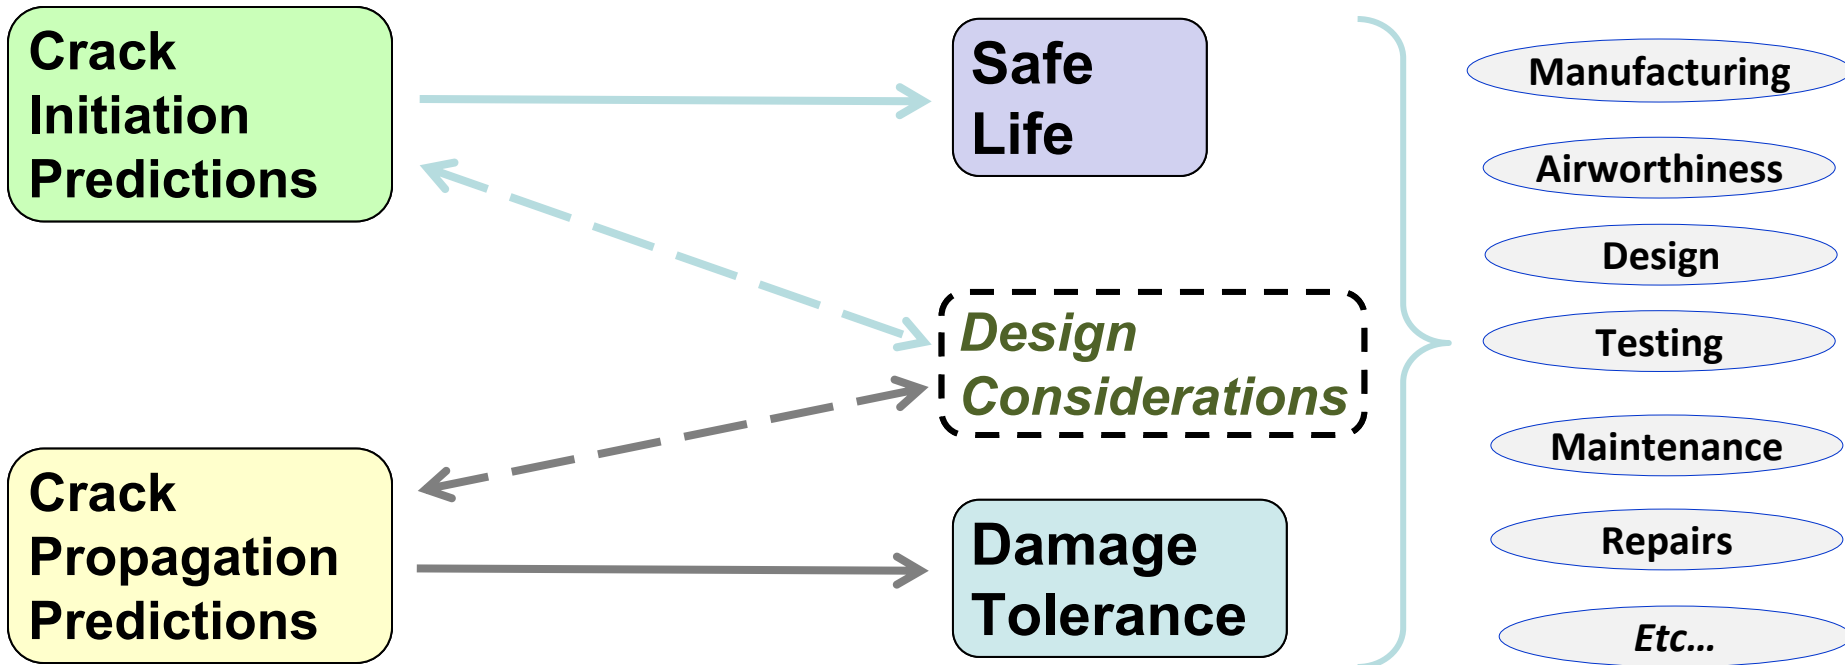 Crack
Initiation
Predictions
Safe
Life
Design
Considerations
Crack
Propagation
Predictions
Damage
Tolerance
Manufacturing
Airworthiness
Design
Testing
Maintenance
Repairs
Etc...